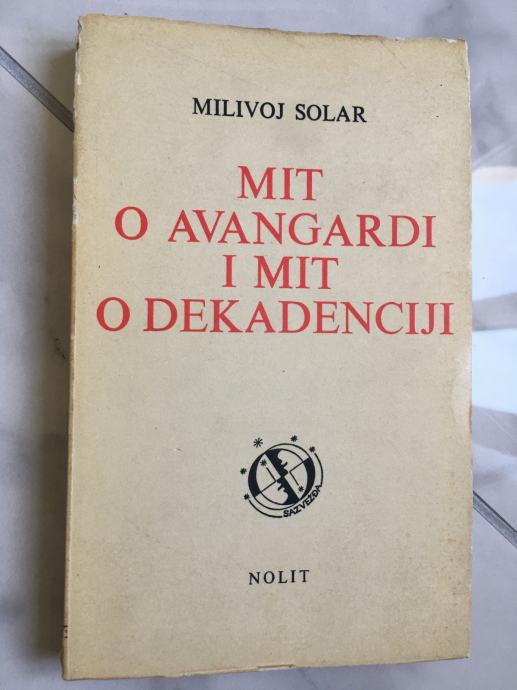 MILIVOJ SOLAR
MIT
O AVANGARDI
I MIT
O DEKADENCIJI
SAZVEŽĐA
NOLIT